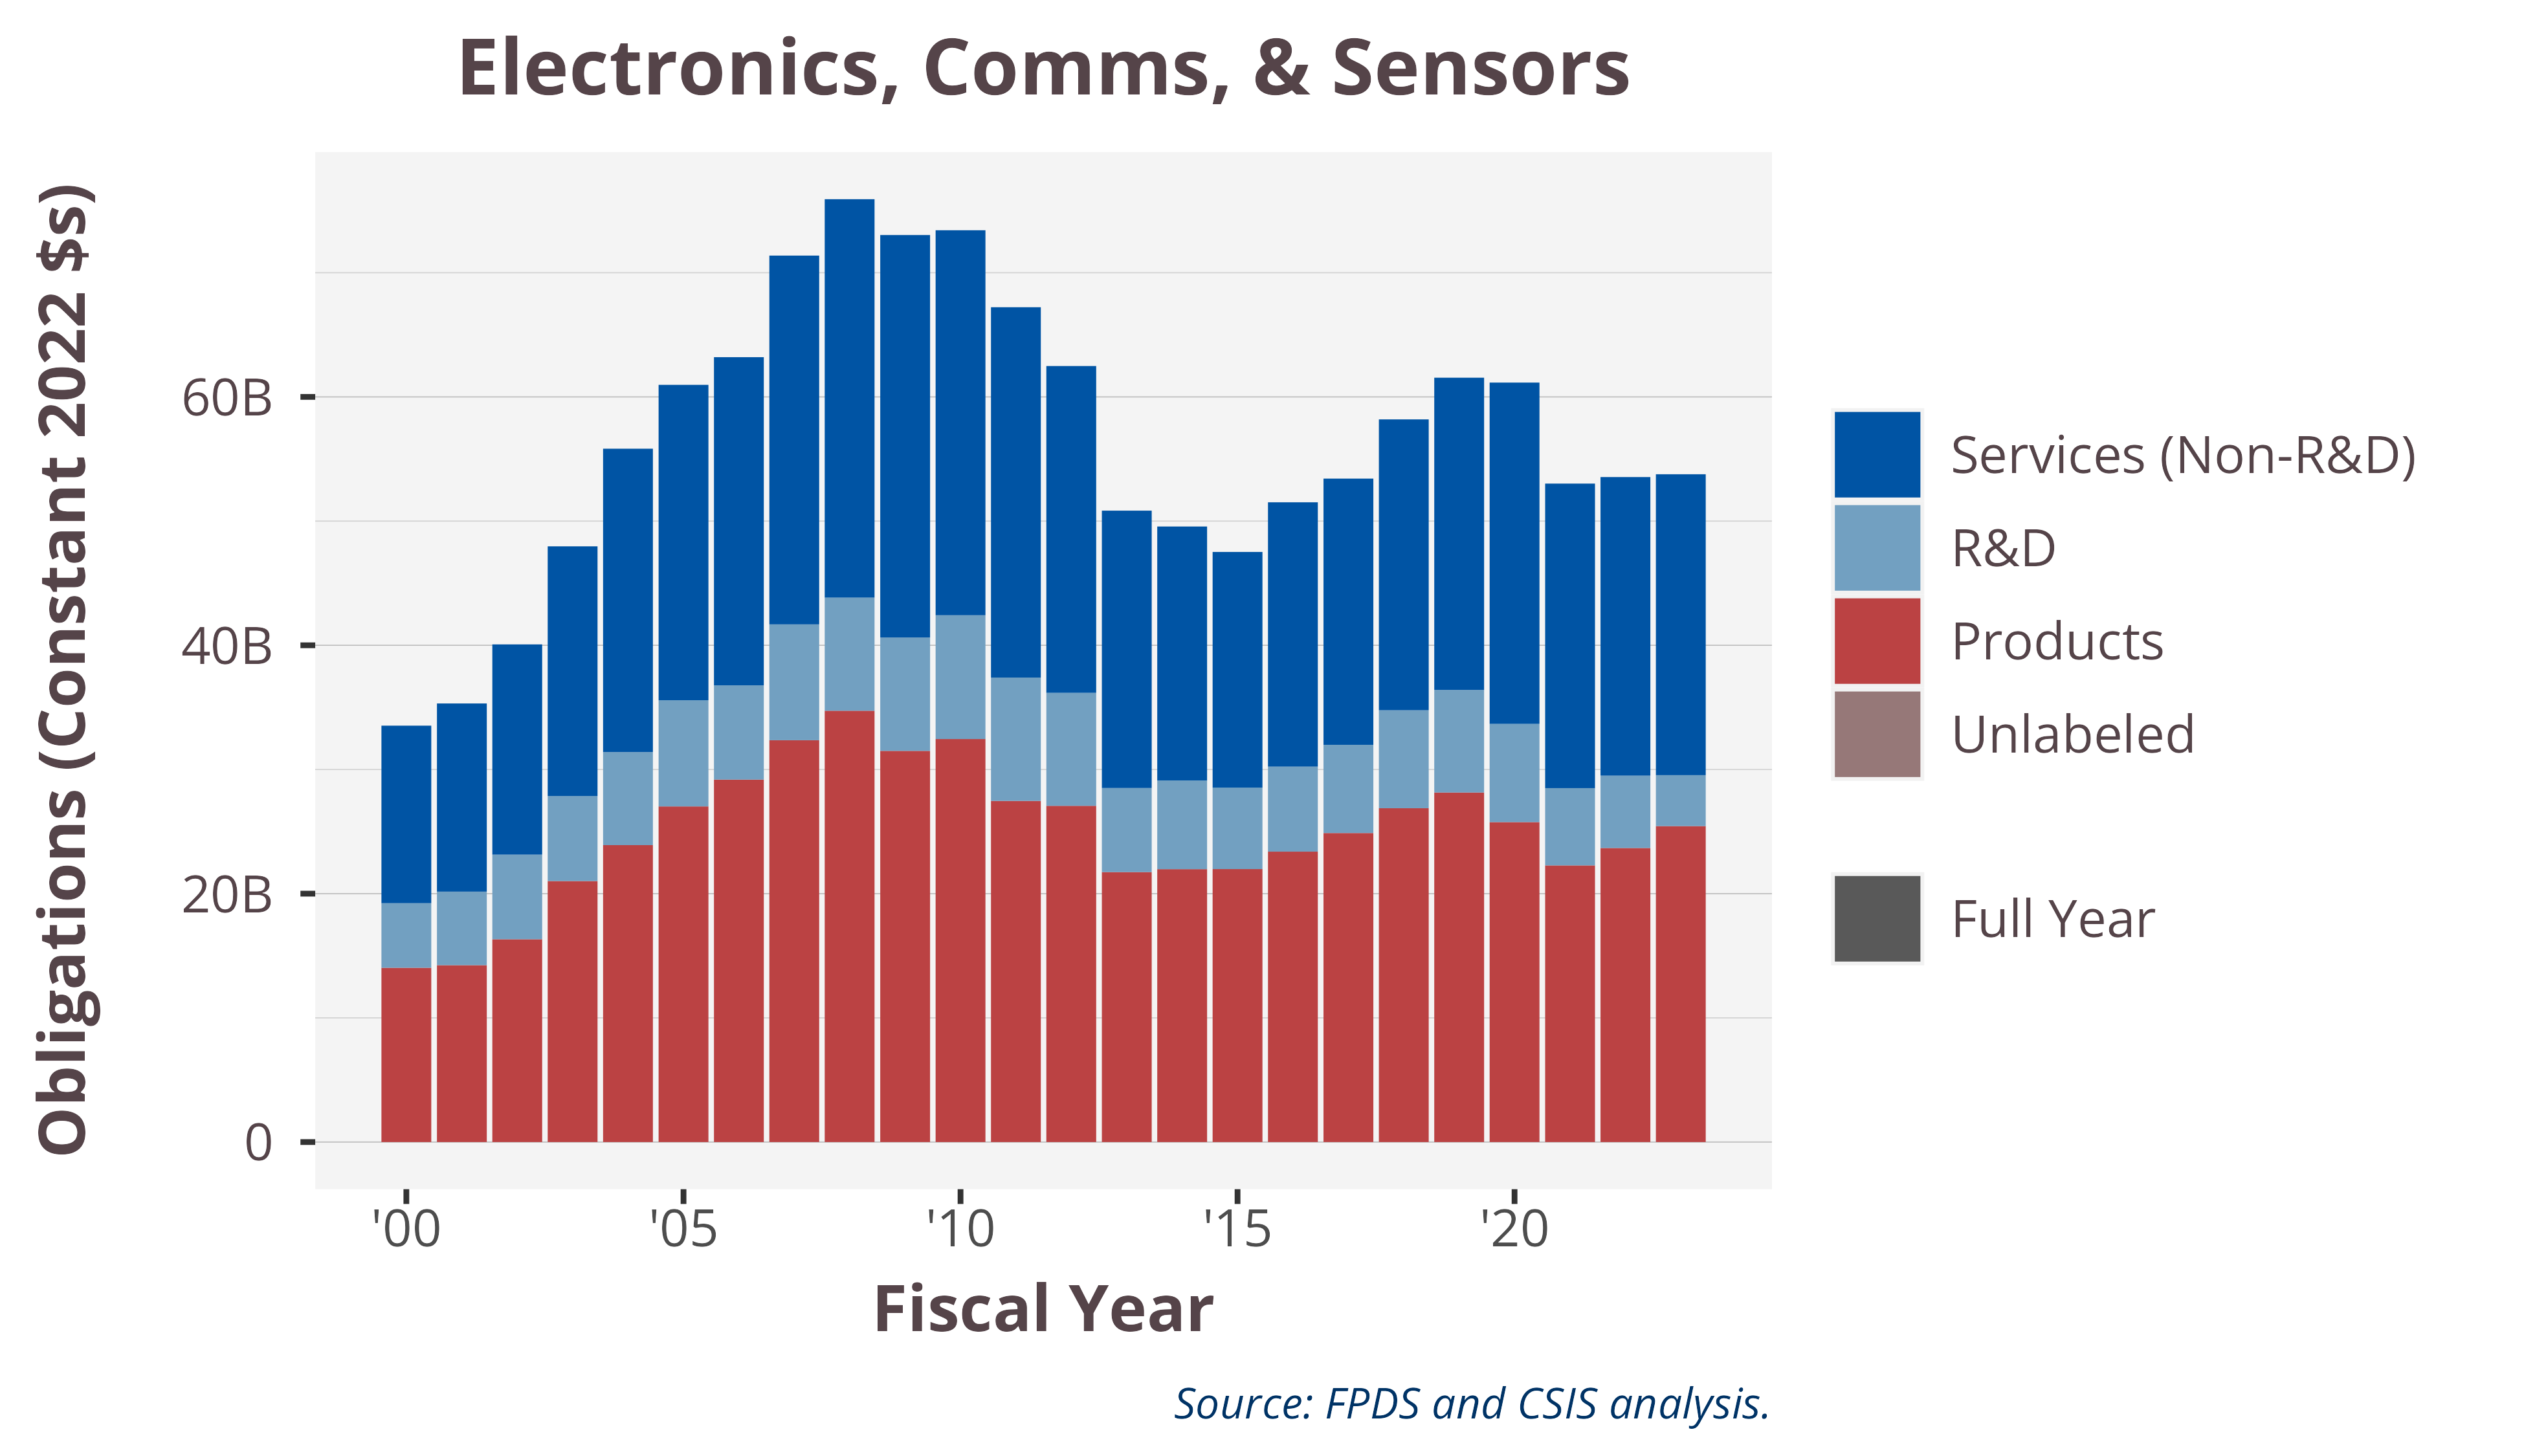 Electronics, Comms, & Sensors
Obligations (Constant 2022 $s)
60B
40B
20B
0
'00 '05 '10 '15 '20
Fiscal Year
Services (Non-R&D)
R&D
Products
Unlabeled
Full Year
Source: FPDS and CSIS analysis.